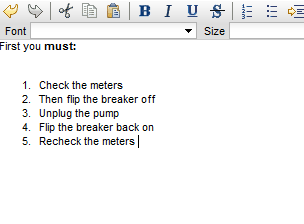 B I U S
Font Size
First you must:
1. Check the meters
2. Then flip the breaker off
3. Unplug the pump
4. Flip the breaker back on
5. Recheck the meters